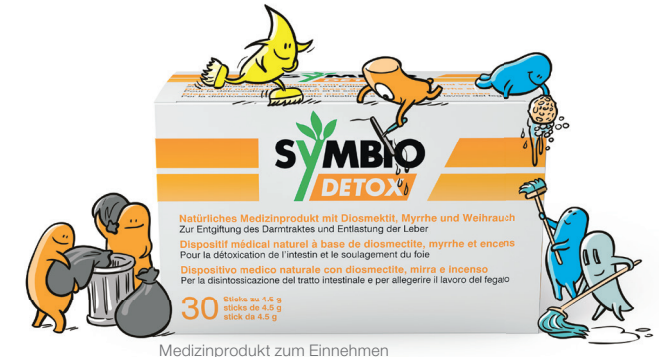 SYMBIO
DETOX
Natürliches Medizinprodukt mit Diosmektit, Myrrhe und Weihrauch
Zur Entgiftung des Darmtraktes und Entlastung der Leber
Dispositif médical naturel à base de diosmectite, myrrhe et encens
Pour la détoxication de l'intestin et le soulagement du foie
Dispositivo medico naturale con diosmectite, mirra e incenso
Per la disintossicazione del tratto intestinale e per allegerire il lavoro del fegato
30
Sticks zu 4.5 g
sticks de 4.5 g
stick da 4.5 g
Medizinprodukt zum Einnehmen